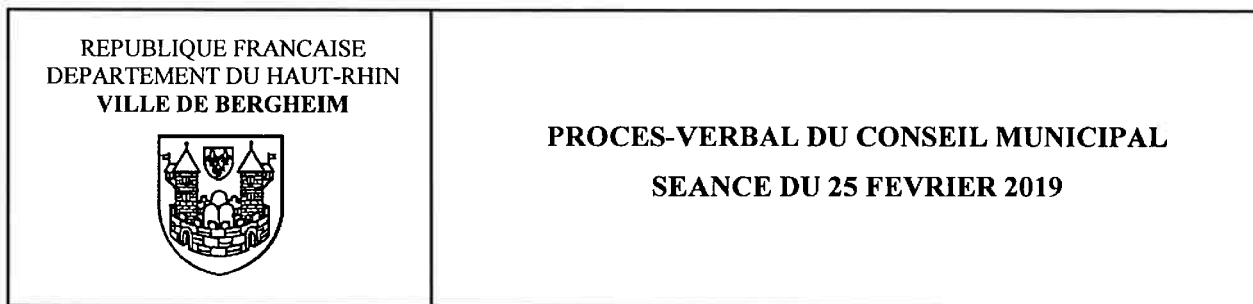 REPUBLIQUE FRANCAISE
DEPARTEMENT DU HAUT-RHIN
VILLE DE BERGHEIM
PROCES-VERBAL DU CONSEIL MUNICIPAL
SEANCE DU 25 FEVRIER 2019